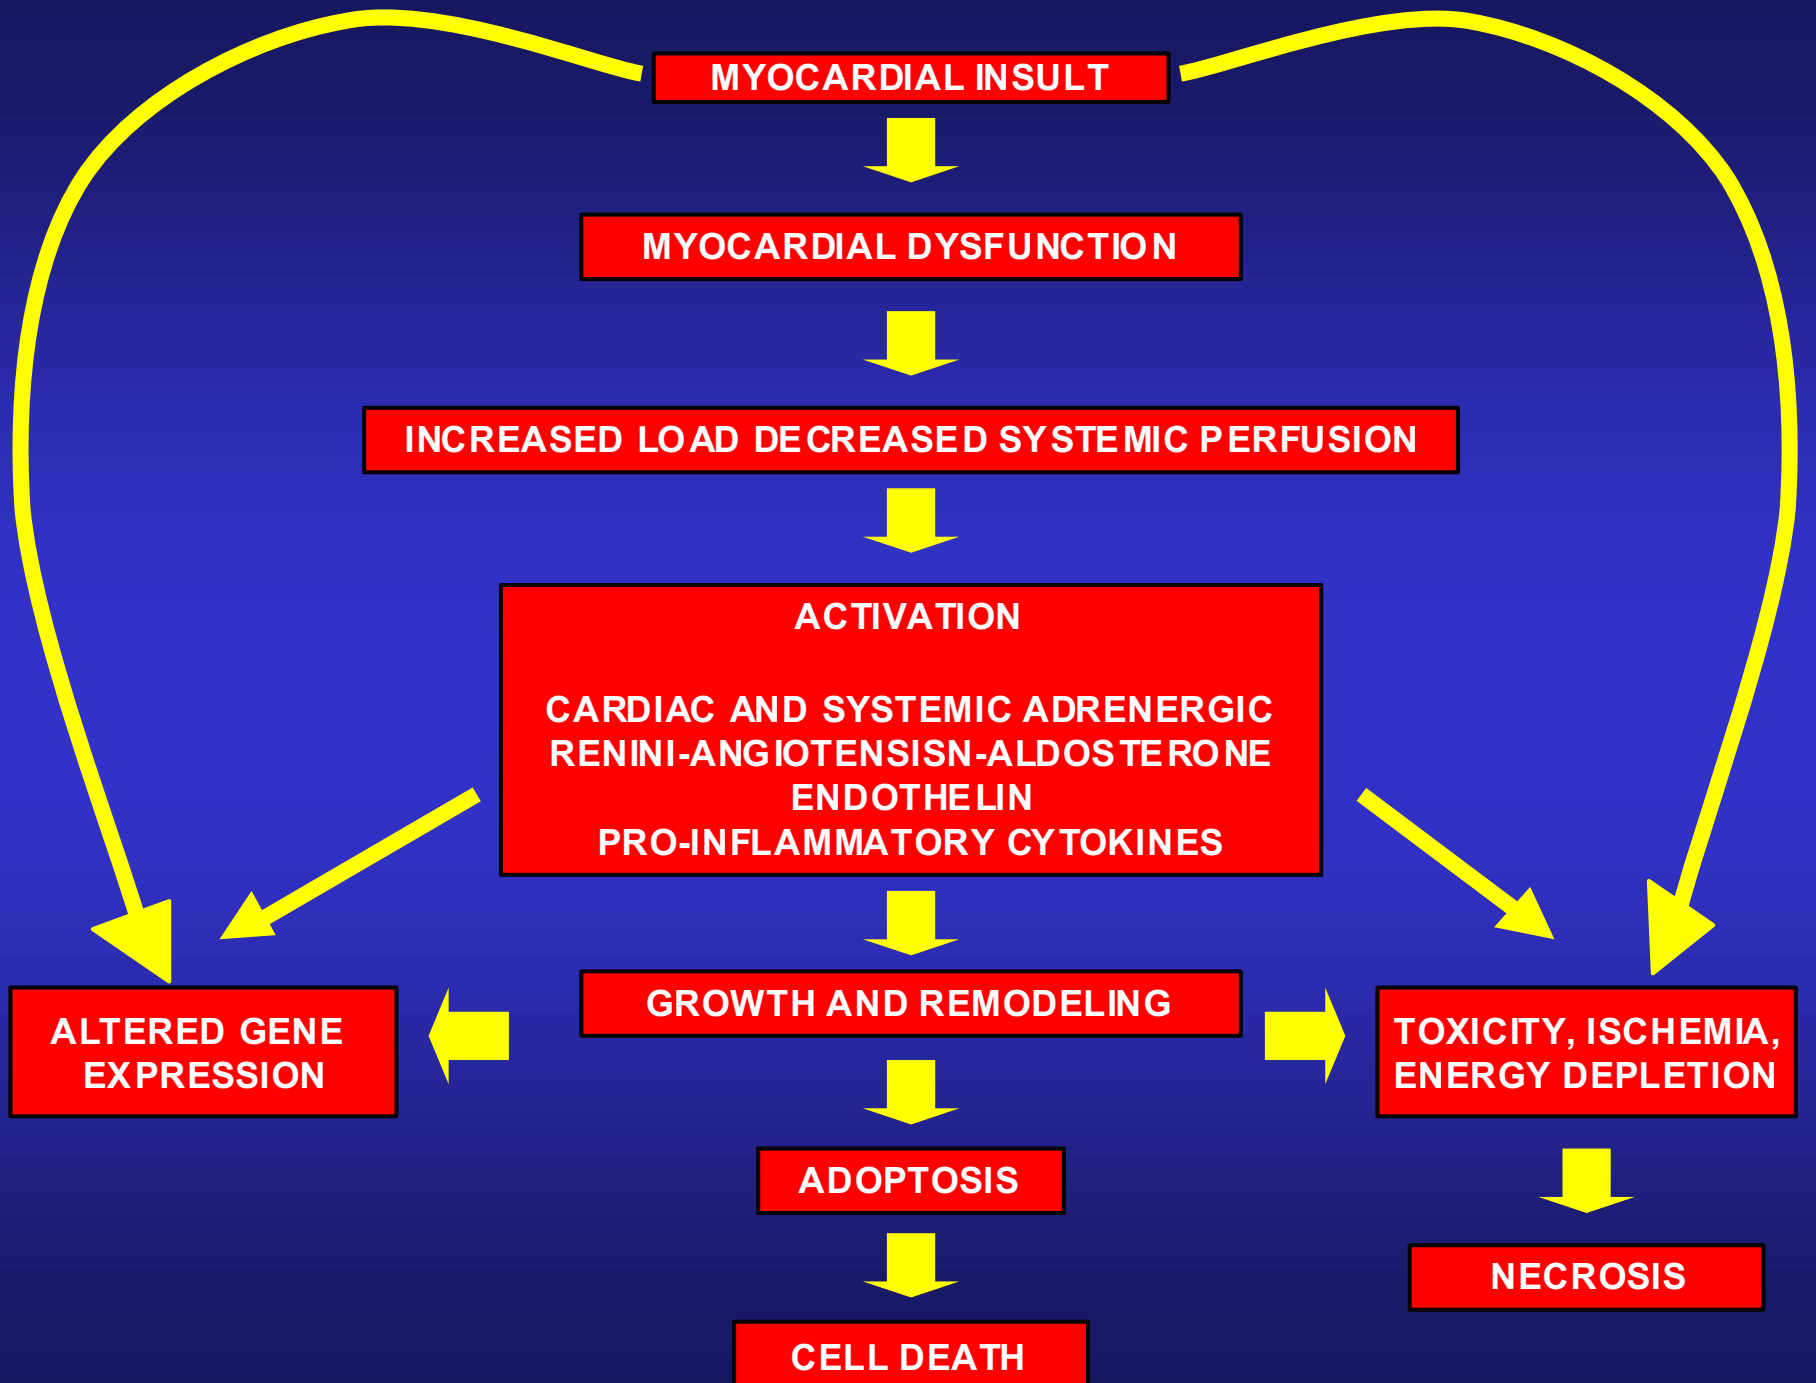 MYOCARDIAL INSULT
MYOCARDIAL DYSFUNCTION
INCREASED LOAD DECREASED SYSTEMIC PERFUSION
ACTIVATION
CARDIAC AND SYSTEMIC ADRENERGIC
RENINI-ANGIOTENSISN-ALDOSTERONE
ENDOTHELIN
PRO-INFLAMMATORY CYTOKINES
GROWTH AND REMODELING
ALTERED GENE
EXPRESSION
TOXICITY, ISCHEMIA,
ENERGY DEPLETION
ADOPTOSIS
NECROSIS
CELL DEATH